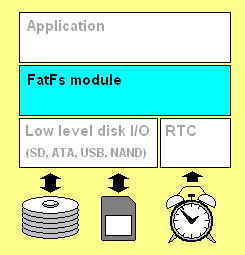 Application
FatFs module
Low level disk I/O
(SD, ATA, USB, NAND)
RTC